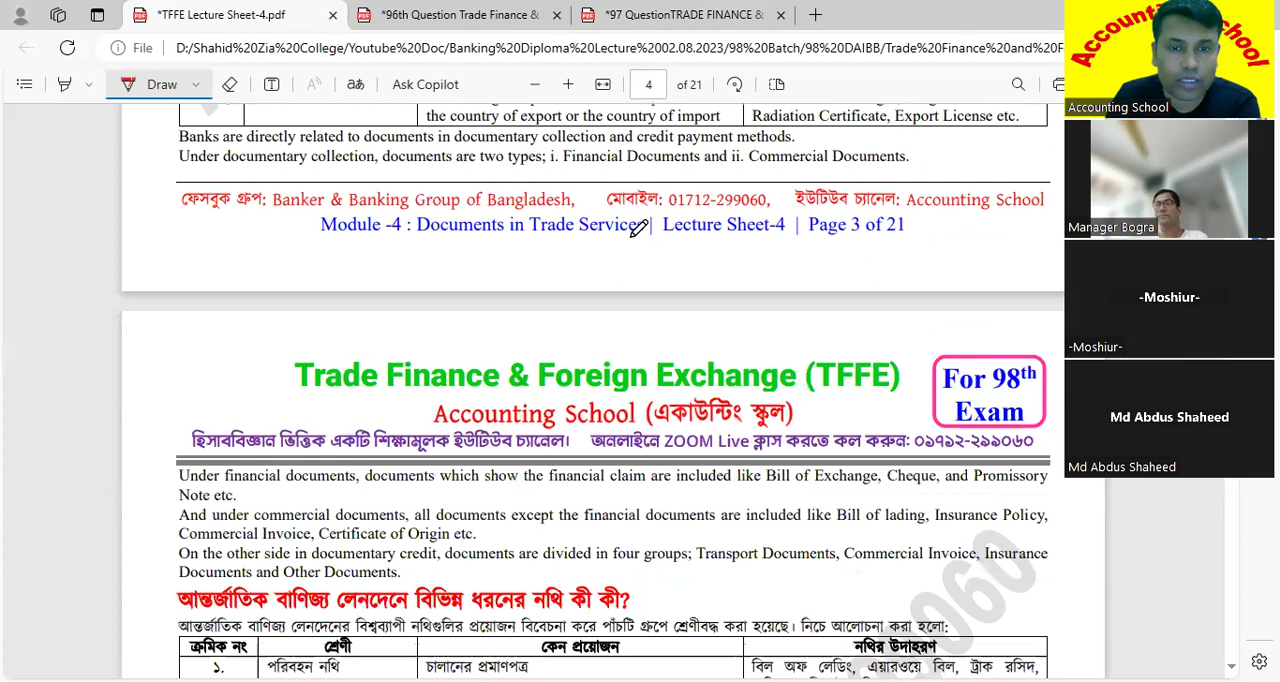 *TFFE Lecture Sheet-4.pdf
*96th Question Trade Finance &
*97 QuestionTRADE FINANCE &
File
D:/Shahid%20Zia%20College/Youtube%20Doc/Banking%20Diploma%20Lecture%2002.08.2023/98%20Batch/98%20DAIBB/Trade%20Finance%20and%20F
Draw
Ask Copilot
4 of 21
Accounting School
Accounting School
Manager Bogra
-Moshiur-
-Moshiur-
Md Abdus Shaheed
Md Abdus Shaheed
the country of export or the country of import
Radiation Certificate, Export License etc.
Banks are directly related to documents in documentary collection and credit payment methods.
Under documentary collection, documents are two types; i. Financial Documents and ii. Commercial Documents.
ফেসবুক গ্রুপ: Banker & Banking Group of Bangladesh, মোবাইল: 01712-299060, ইউটিউব চ্যানেল: Accounting School
Module -4 : Documents in Trade Services | Lecture Sheet-4 | Page 3 of 21
Trade Finance & Foreign Exchange (TFFE)
For 98th
Exam
Accounting School (একাউন্টিং স্কুল)
হিসাববিজ্ঞান ভিত্তিক একটি শিক্ষামূলক ইউটিউব চ্যানেল। অনলাইনে ZOOM Live ক্লাস করতে কল করুন: ০১৭১২-২৯৯০৬০
Under financial documents, documents which show the financial claim are included like Bill of Exchange, Cheque, and Promissory
Note etc.
And under commercial documents, all documents except the financial documents are included like Bill of lading, Insurance Policy,
Commercial Invoice, Certificate of Origin etc.
On the other side in documentary credit, documents are divided in four groups; Transport Documents, Commercial Invoice, Insurance
Documents and Other Documents.
আন্তর্জাতিক বাণিজ্য লেনদেনে বিভিন্ন ধরনের নথি কী কী?
আন্তর্জাতিক বাণিজ্য লেনদেনের বিশ্বব্যাপী নথিগুলির প্রয়োজন বিবেচনা করে পাঁচটি গ্রুপে শ্রেণীবদ্ধ করা হয়েছে। নিচে আলোচনা করা হলো:
ক্রমিক নং শ্রেণী কেন প্রয়োজন নথির উদাহরণ
১. পরিবহন নথি চালানের প্রমাণপত্র বিল অফ লেডিং, এয়ারওয়ে বিল, ট্রাক রসিদ,